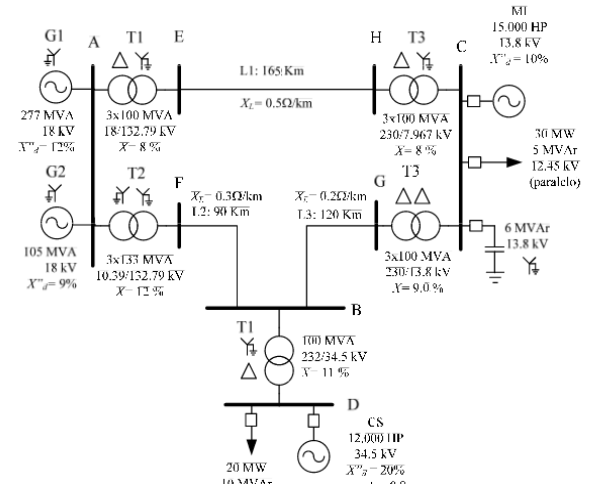 MI
15.000 HP
13.8 kV
X"d = 10%
G1
A
T1
E
H
T3
C
L1: 165 Km
XL = 0.5Ω/km
277 MVA
18 kV
X"d = 12%
3x100 MVA
18/132.79 kV
X= 8 %
3x100 MVA
230/7.967 kV
X= 8 %
30 MW
5 MVAr
12.45 kV
(paralelo)
G2
T2
F
XL= 0.3Ω/km
L2: 90 Km
XL= 0.2Ω/km
L3: 120 Km
G
T3
105 MVA
18 kV
X"d= 9%
3x133 MVA
10.39/132.79 kV
X= 12 %
3x100 MVA
230/13.8 kV
X= 9.0 %
6 MVAr
13.8 kV
B
T1
100 MVA
232/34.5 kV
X= 11 %
D
CS
12,000 HP
34.5 kV
X"d = 20%
20 MW
10 MVAr